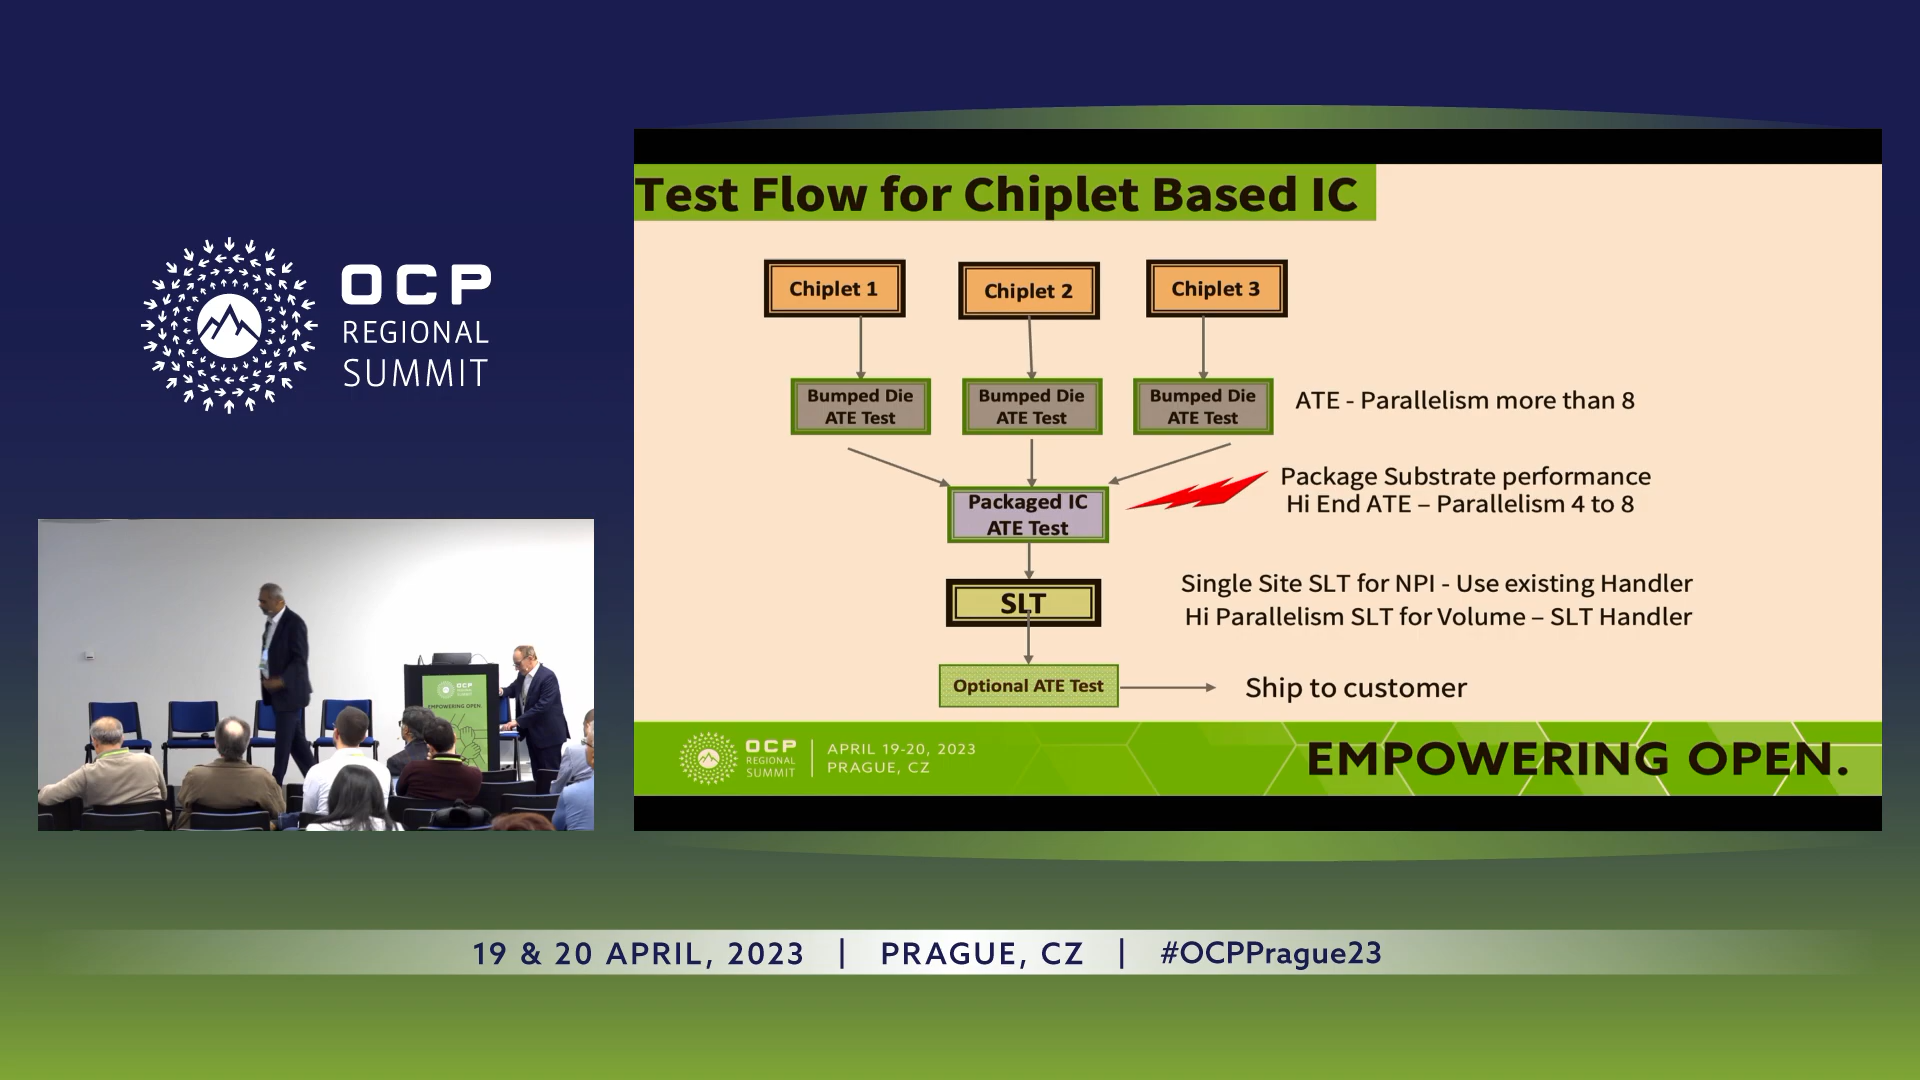 OCP
REGIONAL
SUMMIT
Test Flow for Chiplet Based IC
Chiplet 1
Chiplet 2
Chiplet 3
Bumped Die
ATE Test
Bumped Die
ATE Test
Bumped Die
ATE Test
ATE - Parallelism more than 8
Packaged IC
ATE Test
Package Substrate performance
Hi End ATE – Parallelism 4 to 8
SLT
Single Site SLT for NPI - Use existing Handler
Hi Parallelism SLT for Volume – SLT Handler
Optional ATE Test
Ship to customer
OCP
REGIONAL
SUMMIT
APRIL 19-20, 2023
PRAGUE, CZ
EMPOWERING OPEN.
OCP
EMPOWERING OPEN.
19 & 20 APRIL, 2023 | PRAGUE, CZ | #OCPPrague23